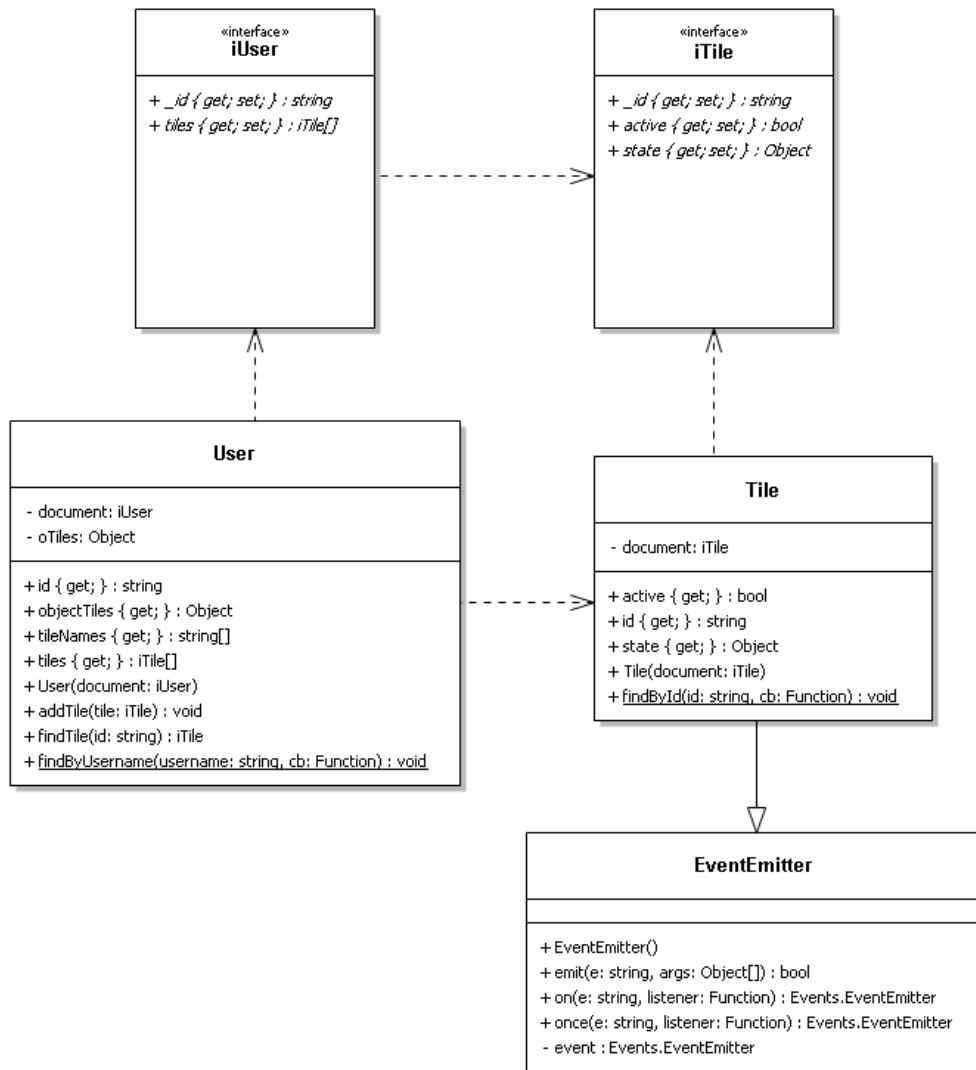 «interface»
iUser
+ _id { get; set; } : string
+ tiles { get; set; } : iTile[]
«interface»
iTile
+ _id { get; set; } : string
+ active { get; set; } : bool
+ state { get; set; } : Object
User
- document: iUser
- oTiles: Object
+ id { get; } : string
+ objectTiles { get; } : Object
+ tileNames { get; } : string[]
+ tiles { get; } : iTile[]
+ User(document: iUser)
+ addTile(tile: iTile) : void
+ findTile(id: string) : iTile
+ findByUsername(username: string, cb: Function) : void
Tile
- document: iTile
+ active { get; } : bool
+ id { get; } : string
+ state { get; } : Object
+ Tile(document: iTile)
+ findById(id: string, cb: Function) : void
EventEmitter
+ EventEmitter()
+ emit(e: string, args: Object[]) : bool
+ on(e: string, listener: Function) : Events.EventEmitter
+ once(e: string, listener: Function) : Events.EventEmitter
- event : Events.EventEmitter